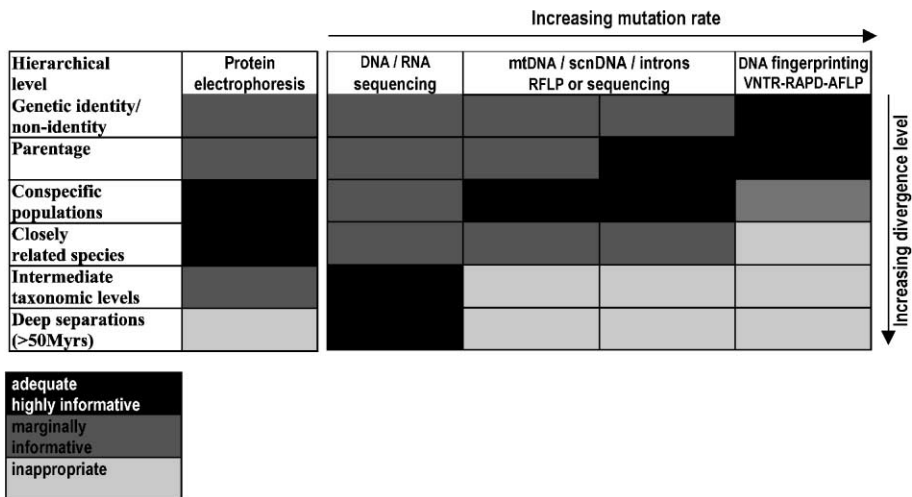 Increasing mutation rate
Hierarchical
level
Protein
electrophoresis
DNA / RNA
sequencing
mtDNA / scnDNA / introns
RFLP or sequencing
DNA fingerprinting
VNTR-RAPD-AFLP
Genetic identity/
non-identity
Parentage
Conspecific
populations
Closely
related species
Intermediate
taxonomic levels
Deep separations
(>50Myrs)
Increasing divergence level
adequate
highly informative
marginally
informative
inappropriate